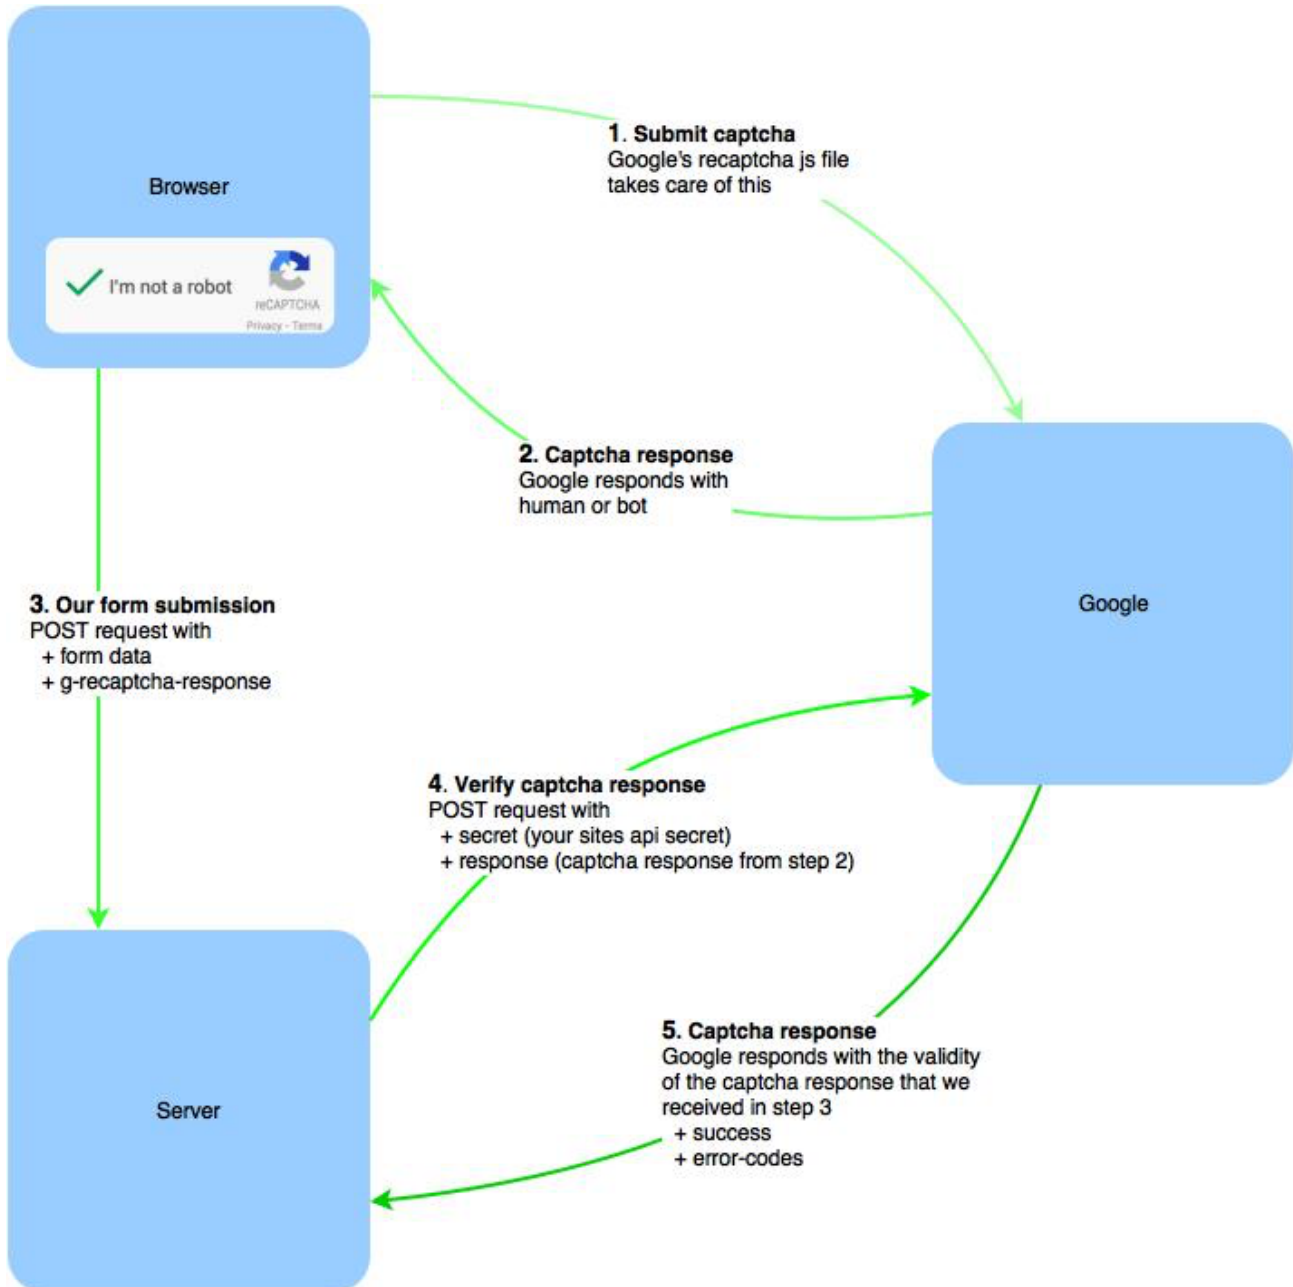 1. Submit captcha
Google's recaptcha js file
takes care of this
Browser
I'm not a robot
reCAPTCHA
Privacy - Terms
2. Captcha response
Google responds with
human or bot
Google
3. Our form submission
POST request with
+ form data
+ g-recaptcha-response
4. Verify captcha response
POST request with
+ secret (your sites api secret)
+ response (captcha response from step 2)
5. Captcha response
Google responds with the validity
of the captcha response that we
received in step 3
+ success
+ error-codes
Server